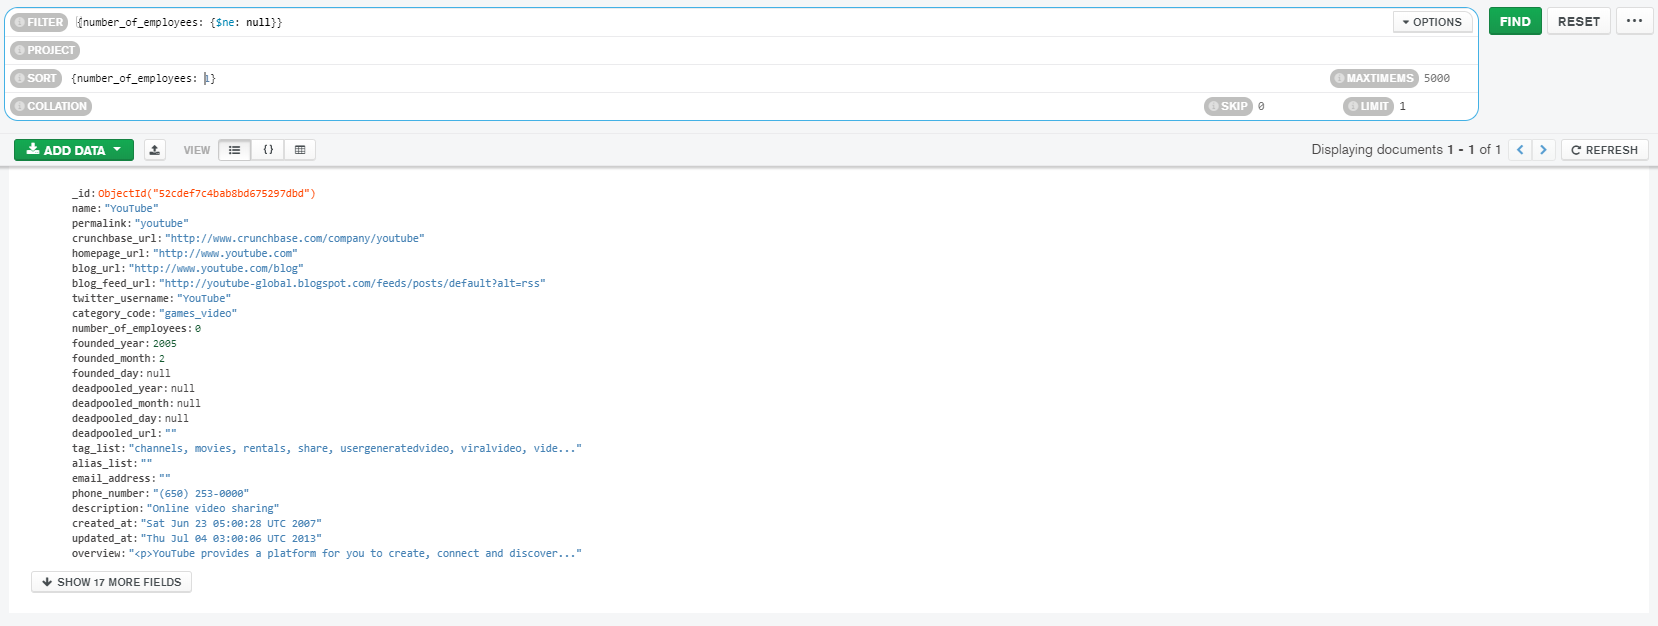 FILTER {number_of_employees: {$ne: null}} OPTIONS FIND RESET ...
PROJECT
SORT {number_of_employees: 1} MAXTIMEMS 5000
COLLATION SKIP 0 LIMIT 1
ADD DATA VIEW {} Displaying documents 1 - 1 of 1 < > REFRESH
_id: ObjectId("52cdef7c4bab8bd675297dbd")
name: "YouTube"
permalink: "youtube"
crunchbase_url: "http://www.crunchbase.com/company/youtube"
homepage_url: "http://www.youtube.com"
blog_url: "http://www.youtube.com/blog"
blog_feed_url: "http://youtube-global.blogspot.com/feeds/posts/default?alt=rss"
twitter_username: "YouTube"
category_code: "games_video"
number_of_employees: 0
founded_year: 2005
founded_month: 2
founded_day: null
deadpooled_year: null
deadpooled_month: null
deadpooled_day: null
deadpooled_url: ""
tag_list: "channels, movies, rentals, share, usergeneratedvideo, viralvideo, vide..."
alias_list: ""
email_address: ""
phone_number: "(650) 253-0000"
description: "Online video sharing"
created_at: "Sat Jun 23 05:00:28 UTC 2007"
updated_at: "Thu Jul 04 03:00:06 UTC 2013"
overview: "<p>YouTube provides a platform for you to create, connect and discover..."
SHOW 17 MORE FIELDS